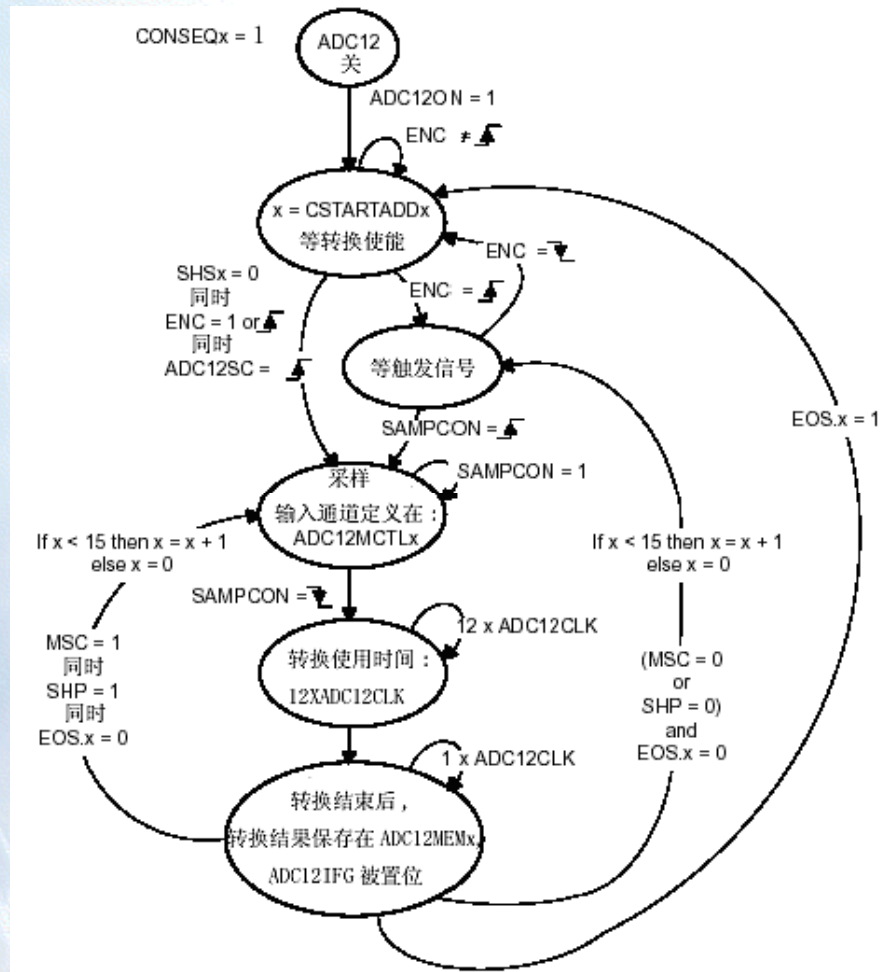 CONSEQx = 1
ADC12
关
ADC12ON = 1
ENC ≠
x = CSTARTADDx
等转换使能
ENC =
SHSx = 0
同时
ENC = 1 or
同时
ADC12SC =
ENC =
等触发信号
EOS.x = 1
SAMPCON =
SAMPCON = 1
采样
输入通道定义在：
ADC12MCTLx
If x < 15 then x = x + 1
else x = 0
If x < 15 then x = x + 1
else x = 0
SAMPCON =
12 x ADC12CLK
MSC = 1
同时
SHP = 1
同时
EOS.x = 0
转换使用时间：
12XADC12CLK
(MSC = 0
or
SHP = 0)
and
EOS.x = 0
1 x ADC12CLK
转换结束后，
转换结果保存在 ADC12MEMx,
ADC12IFG 被置位